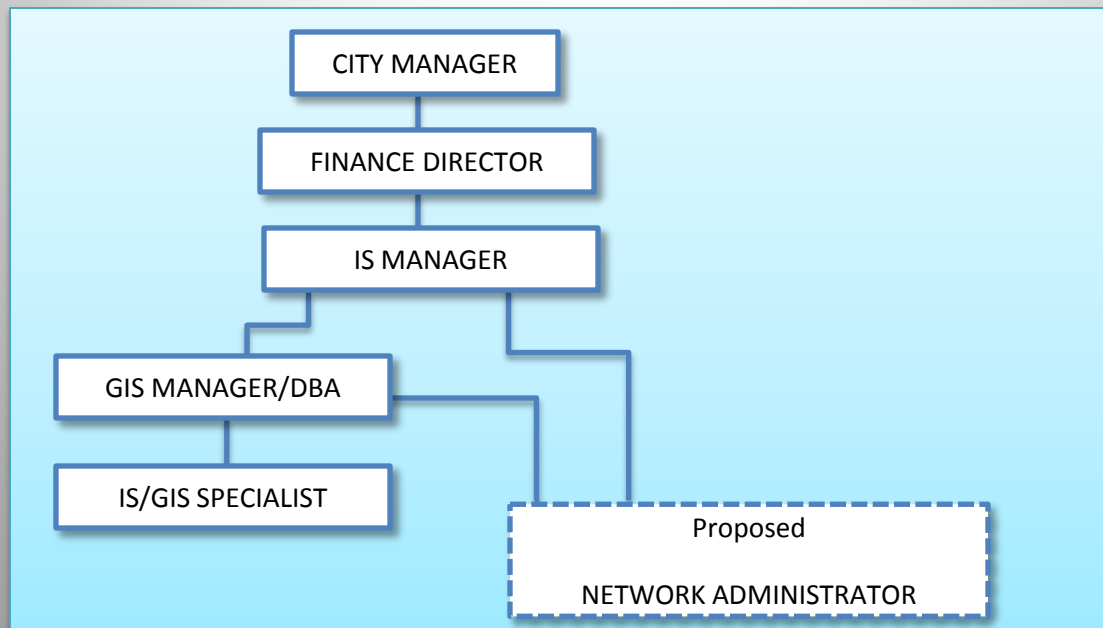 CITY MANAGER
FINANCE DIRECTOR
IS MANAGER
GIS MANAGER/DBA
IS/GIS SPECIALIST
Proposed
NETWORK ADMINISTRATOR